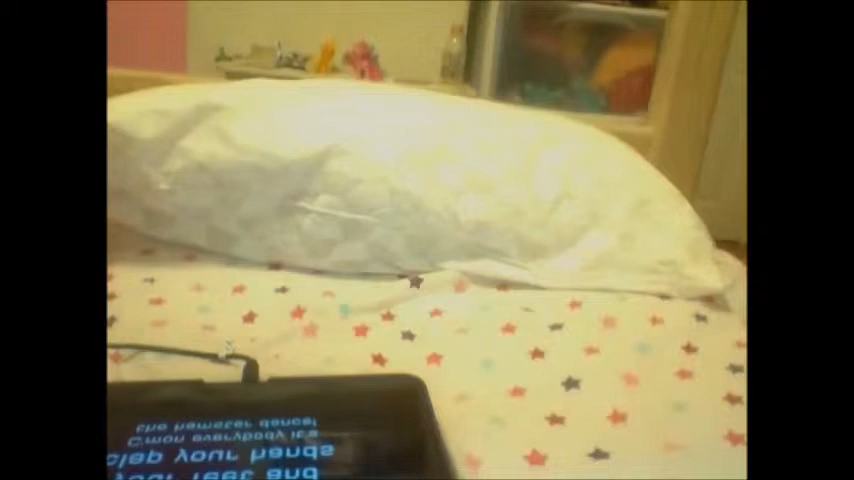 your feet and
clap your hands
C'mon everybody it's
the hamster dance!